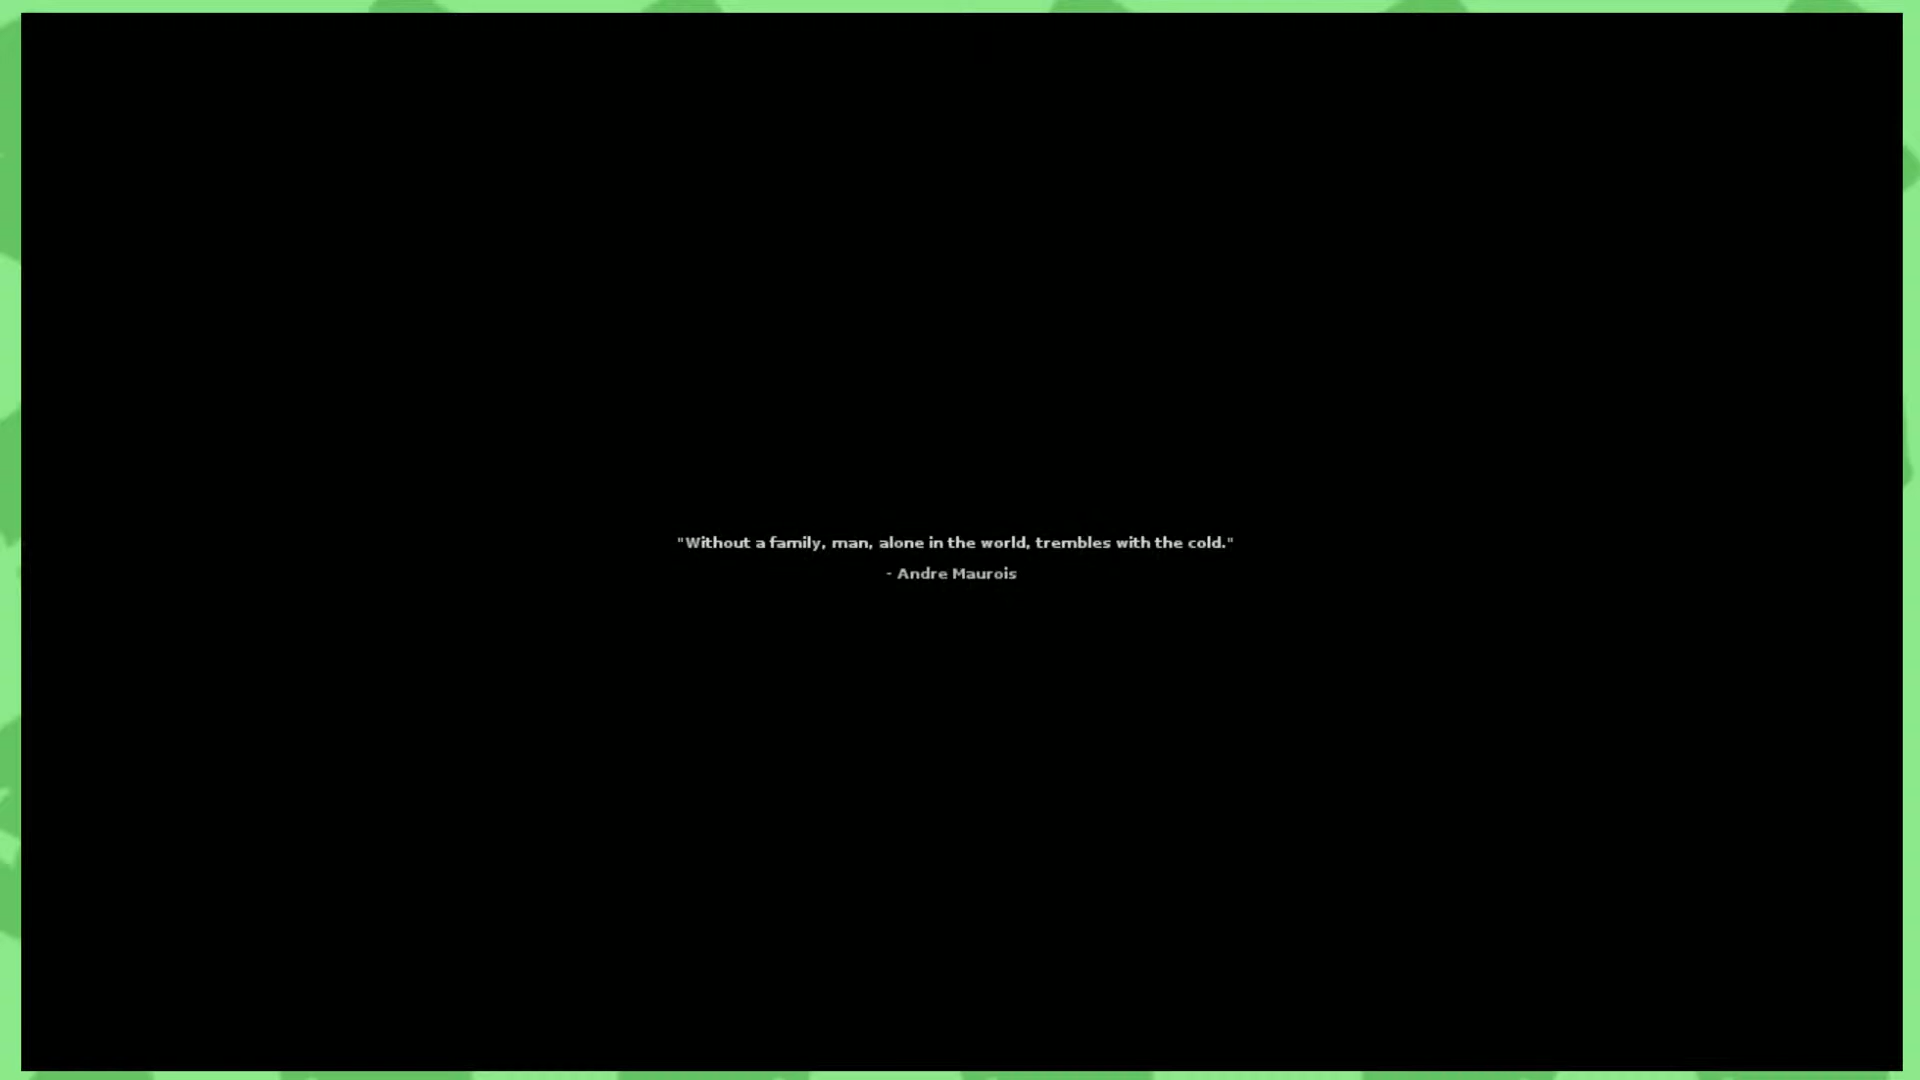 "Without a family, man, alone in the world, trembles with the cold."
- Andre Maurois